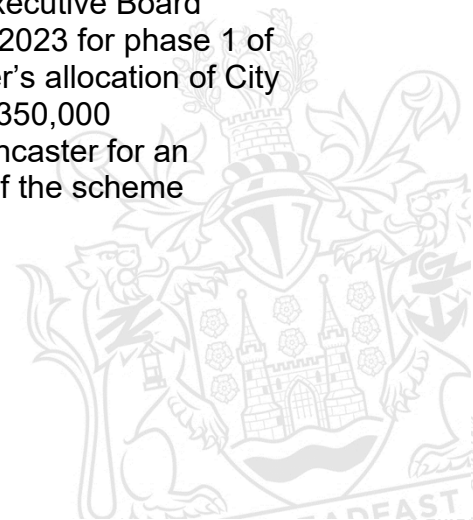 xecutive Board
2023 for phase 1 of
er's allocation of City
350,000
ncaster for an
f the scheme